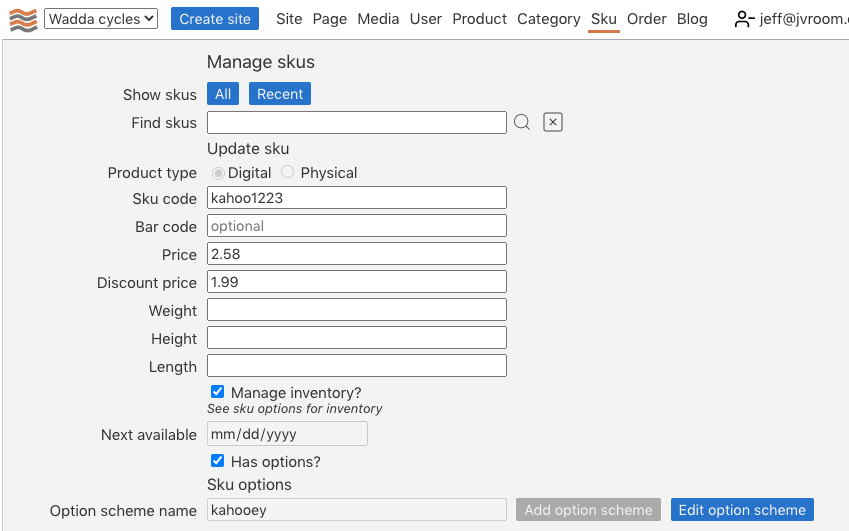 Wadda cycles Create site Site Page Media User Product Category Sku Order Blog jeff@jvroom.
Manage skus
Show skus All Recent
Find skus
Update sku
Product type Digital Physical
Sku code kahoo1223
Bar code optional
Price 2.58
Discount price 1.99
Weight
Height
Length
Manage inventory?
See sku options for inventory
Next available mm/dd/yyyy
Has options?
Sku options
Option scheme name kahooey Add option scheme Edit option scheme